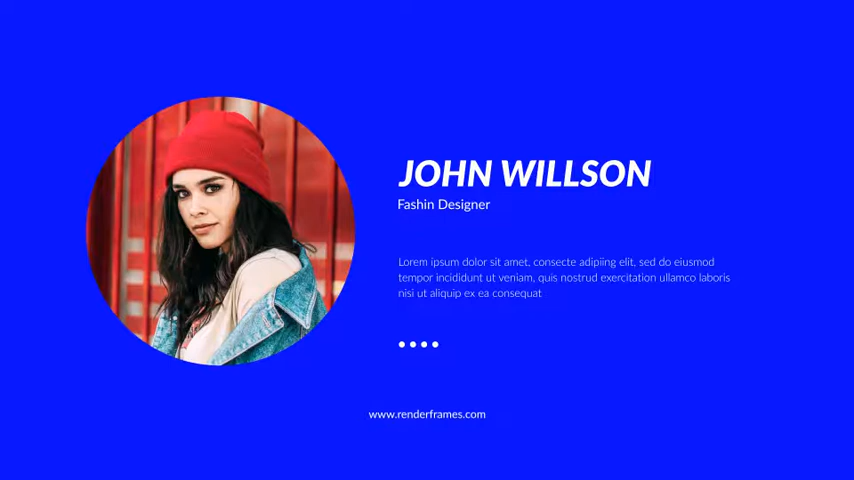 JOHN WILLSON
Fashin Designer
Lorem ipsum dolor sit amet, consecte adipiing elit, sed do eiusmod
tempor incididunt ut veniam, quis nostrud exercitation ullamco laboris
nisi ut aliquip ex ea consequat
www.renderframes.com